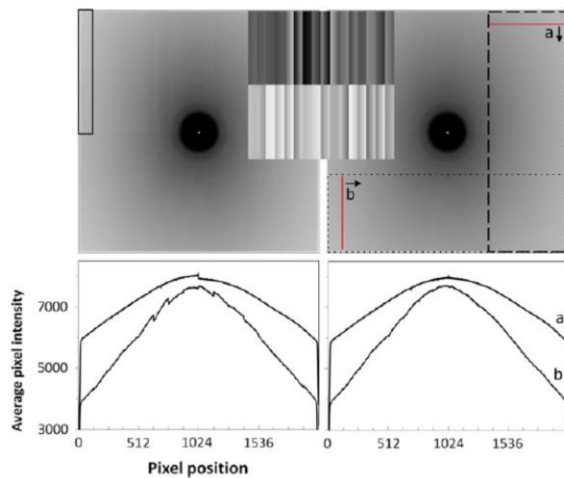 a
b
Average pixel intensity
7000
5000
3000
a
b
0 512 1024 1536
0 512 1024 1536
Pixel position